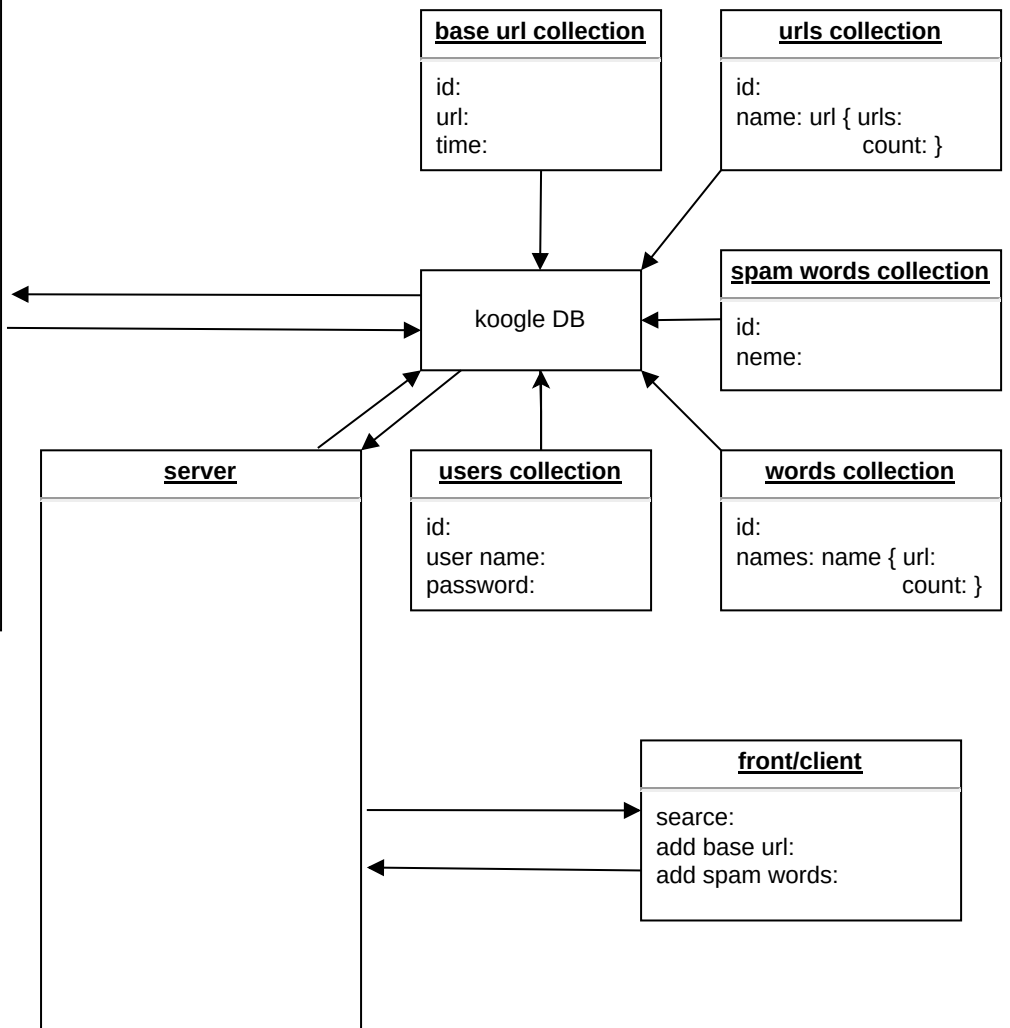 base url collection
id:
url:
time:
urls collection
id:
name: url { urls:
count: }
spam words collection
id:
neme:
koogle DB
server
users collection
id:
user name:
password:
words collection
id:
names: name { url:
count: }
front/client
searce:
add base url:
add spam words: